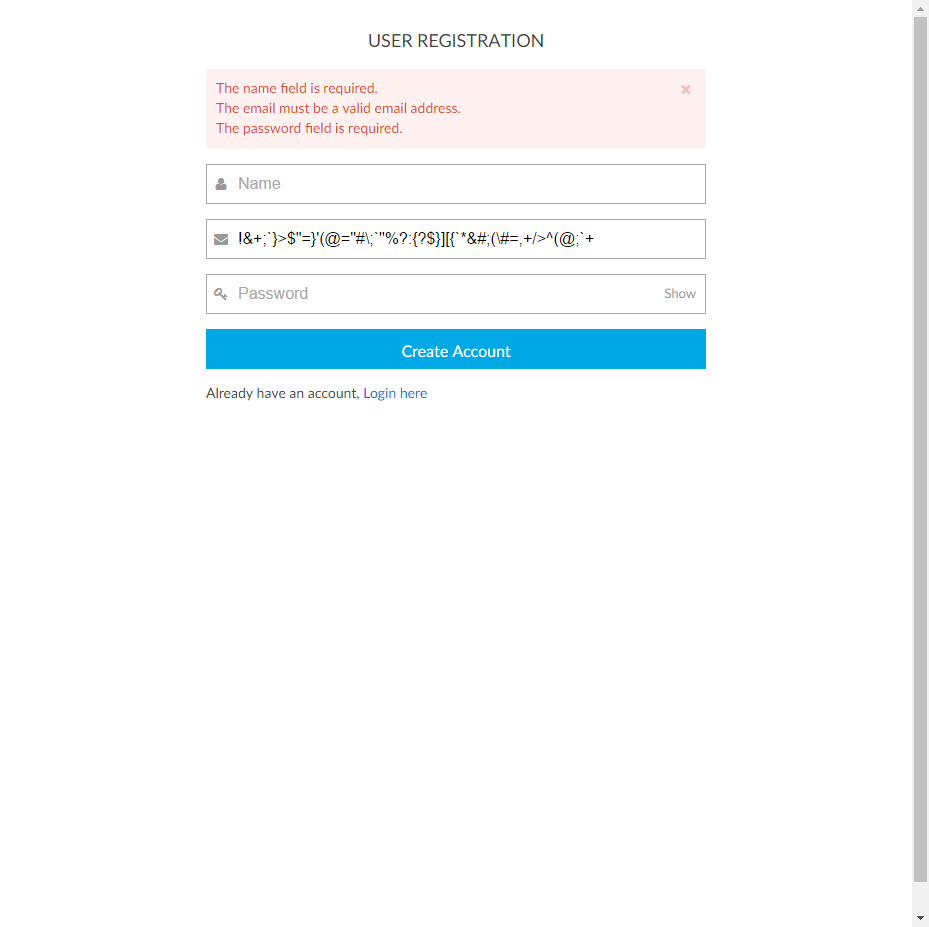 USER REGISTRATION
The name field is required.
The email must be a valid email address.
The password field is required.
Name
!&+;`}>$"=}'(@="#\;`"%?:{?$}][{`*&#;(\#=,+/>^(@;`+
Password Show
Create Account
Already have an account, Login here